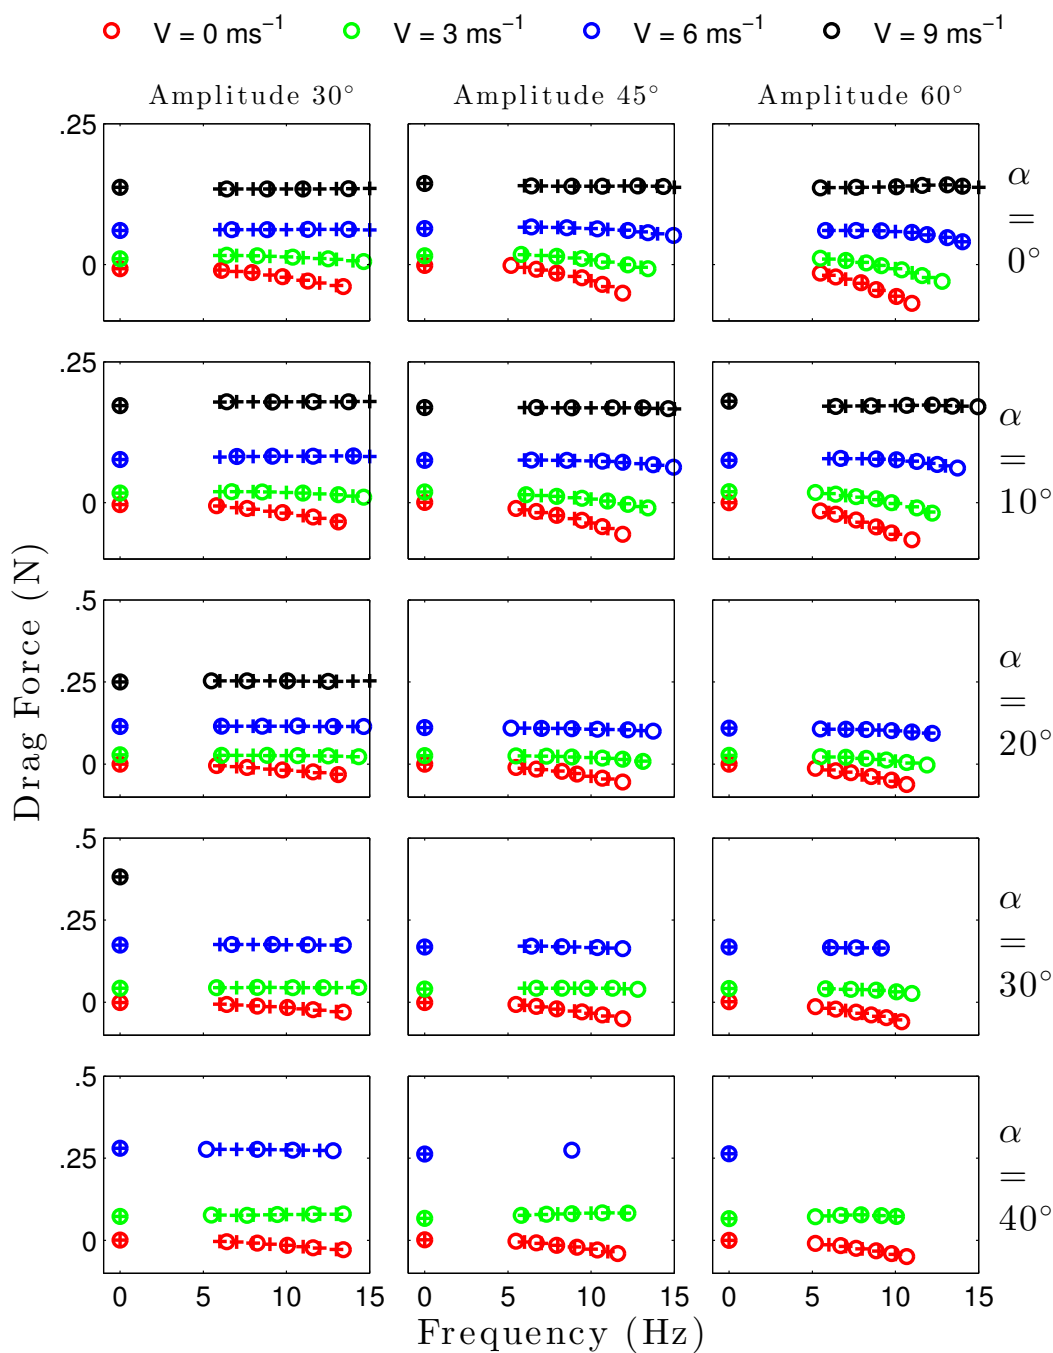 V = 0 ms⁻¹ V = 3 ms⁻¹ V = 6 ms⁻¹ V = 9 ms⁻¹
Amplitude 30° Amplitude 45° Amplitude 60°
.25
0
α
=
0°
.25
0
α
=
10°
.5
.25
0
α
=
20°
.5
.25
0
α
=
30°
.5
.25
0
α
=
40°
Drag Force (N)
0 5 10 15 0 5 10 15 0 5 10 15
Frequency (Hz)